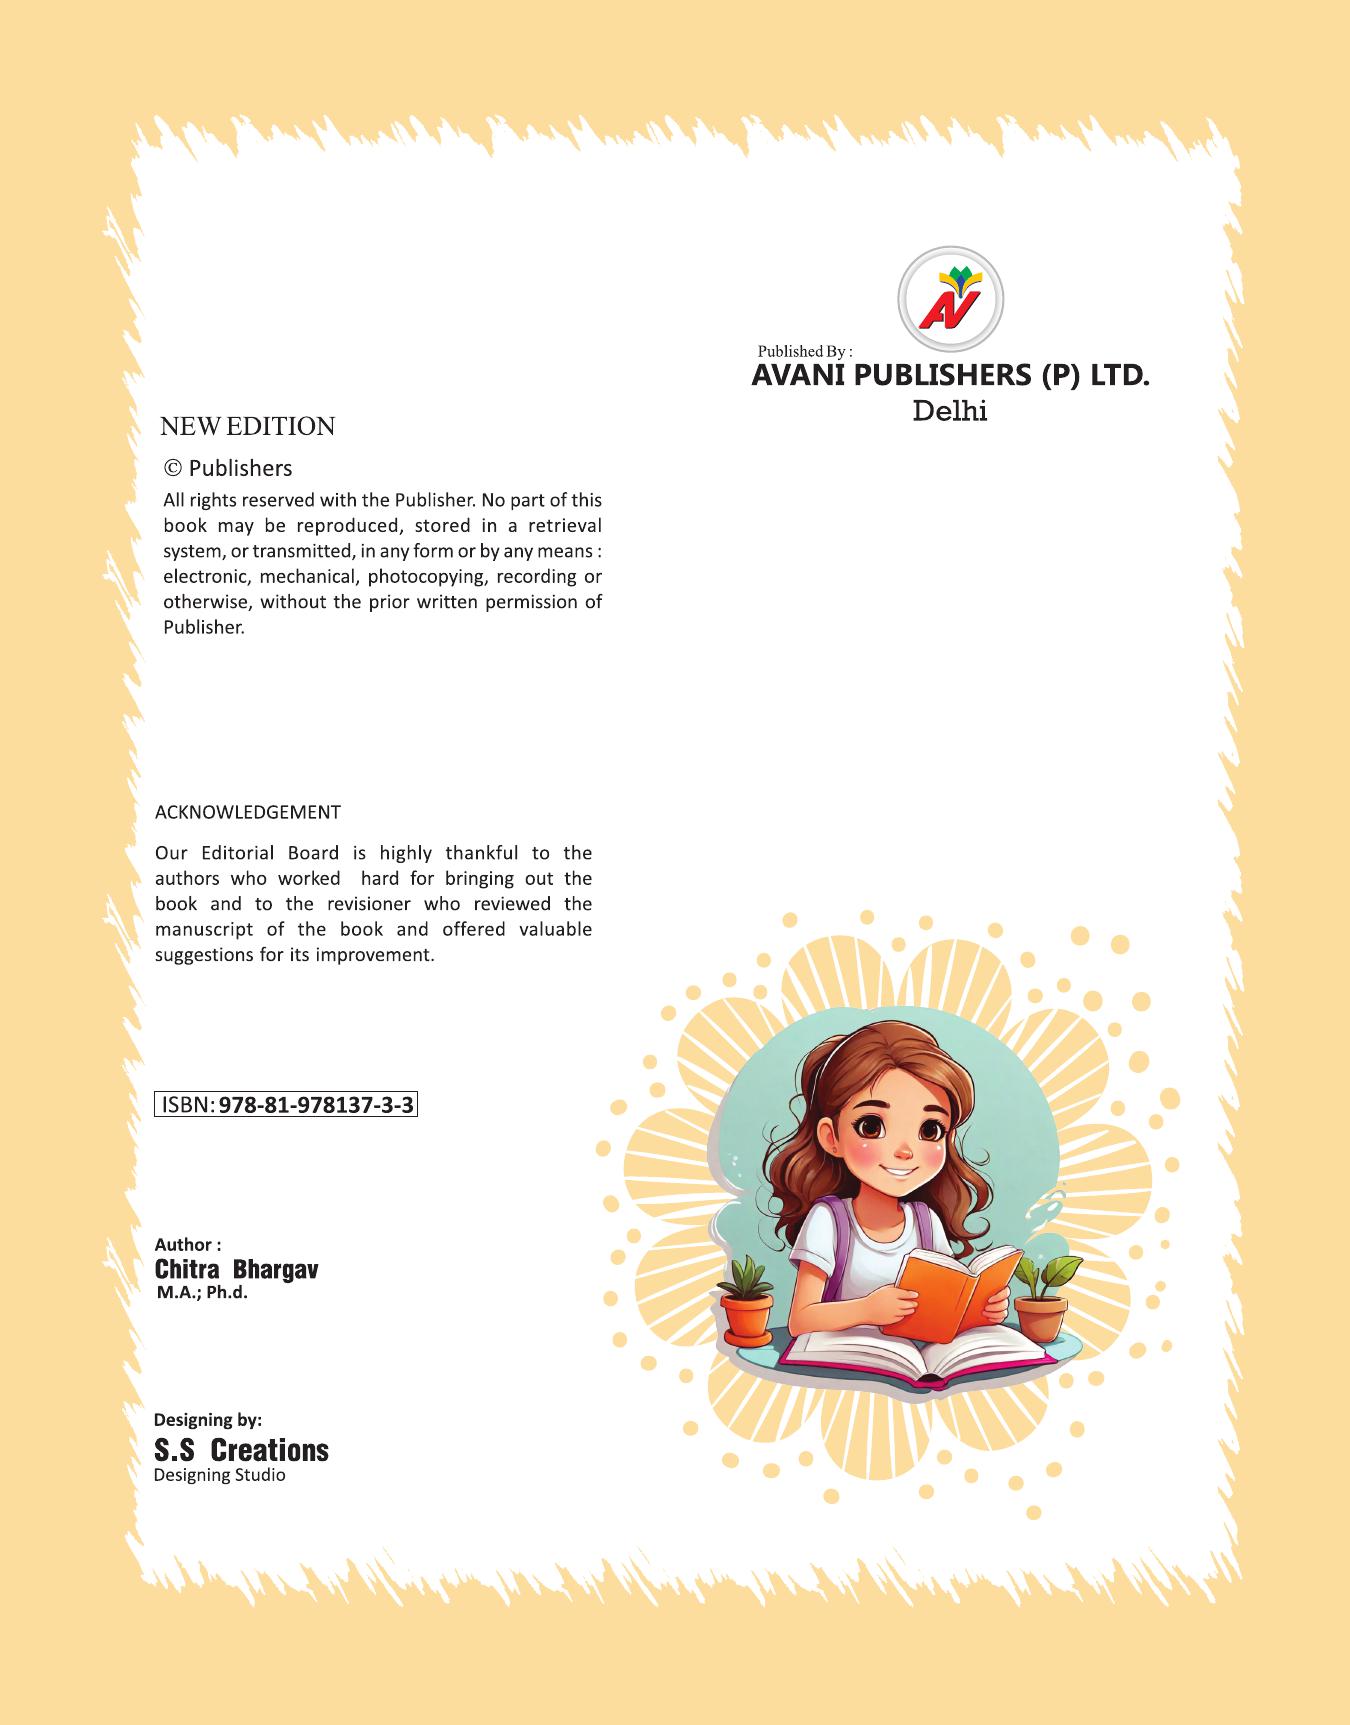 AV
Published By :
AVANI PUBLISHERS (P) LTD.
Delhi
NEW EDITION
© Publishers
All rights reserved with the Publisher. No part of this
book may be reproduced, stored in a retrieval
system, or transmitted, in any form or by any means :
electronic, mechanical, photocopying, recording or
otherwise, without the prior written permission of
Publisher.
ACKNOWLEDGEMENT
Our Editorial Board is highly thankful to the
authors who worked hard for bringing out the
book and to the revisioner who reviewed the
manuscript of the book and offered valuable
suggestions for its improvement.
ISBN: 978-81-978137-3-3
Author :
Chitra Bhargav
M.A.; Ph.d.
Designing by:
S.S Creations
Designing Studio